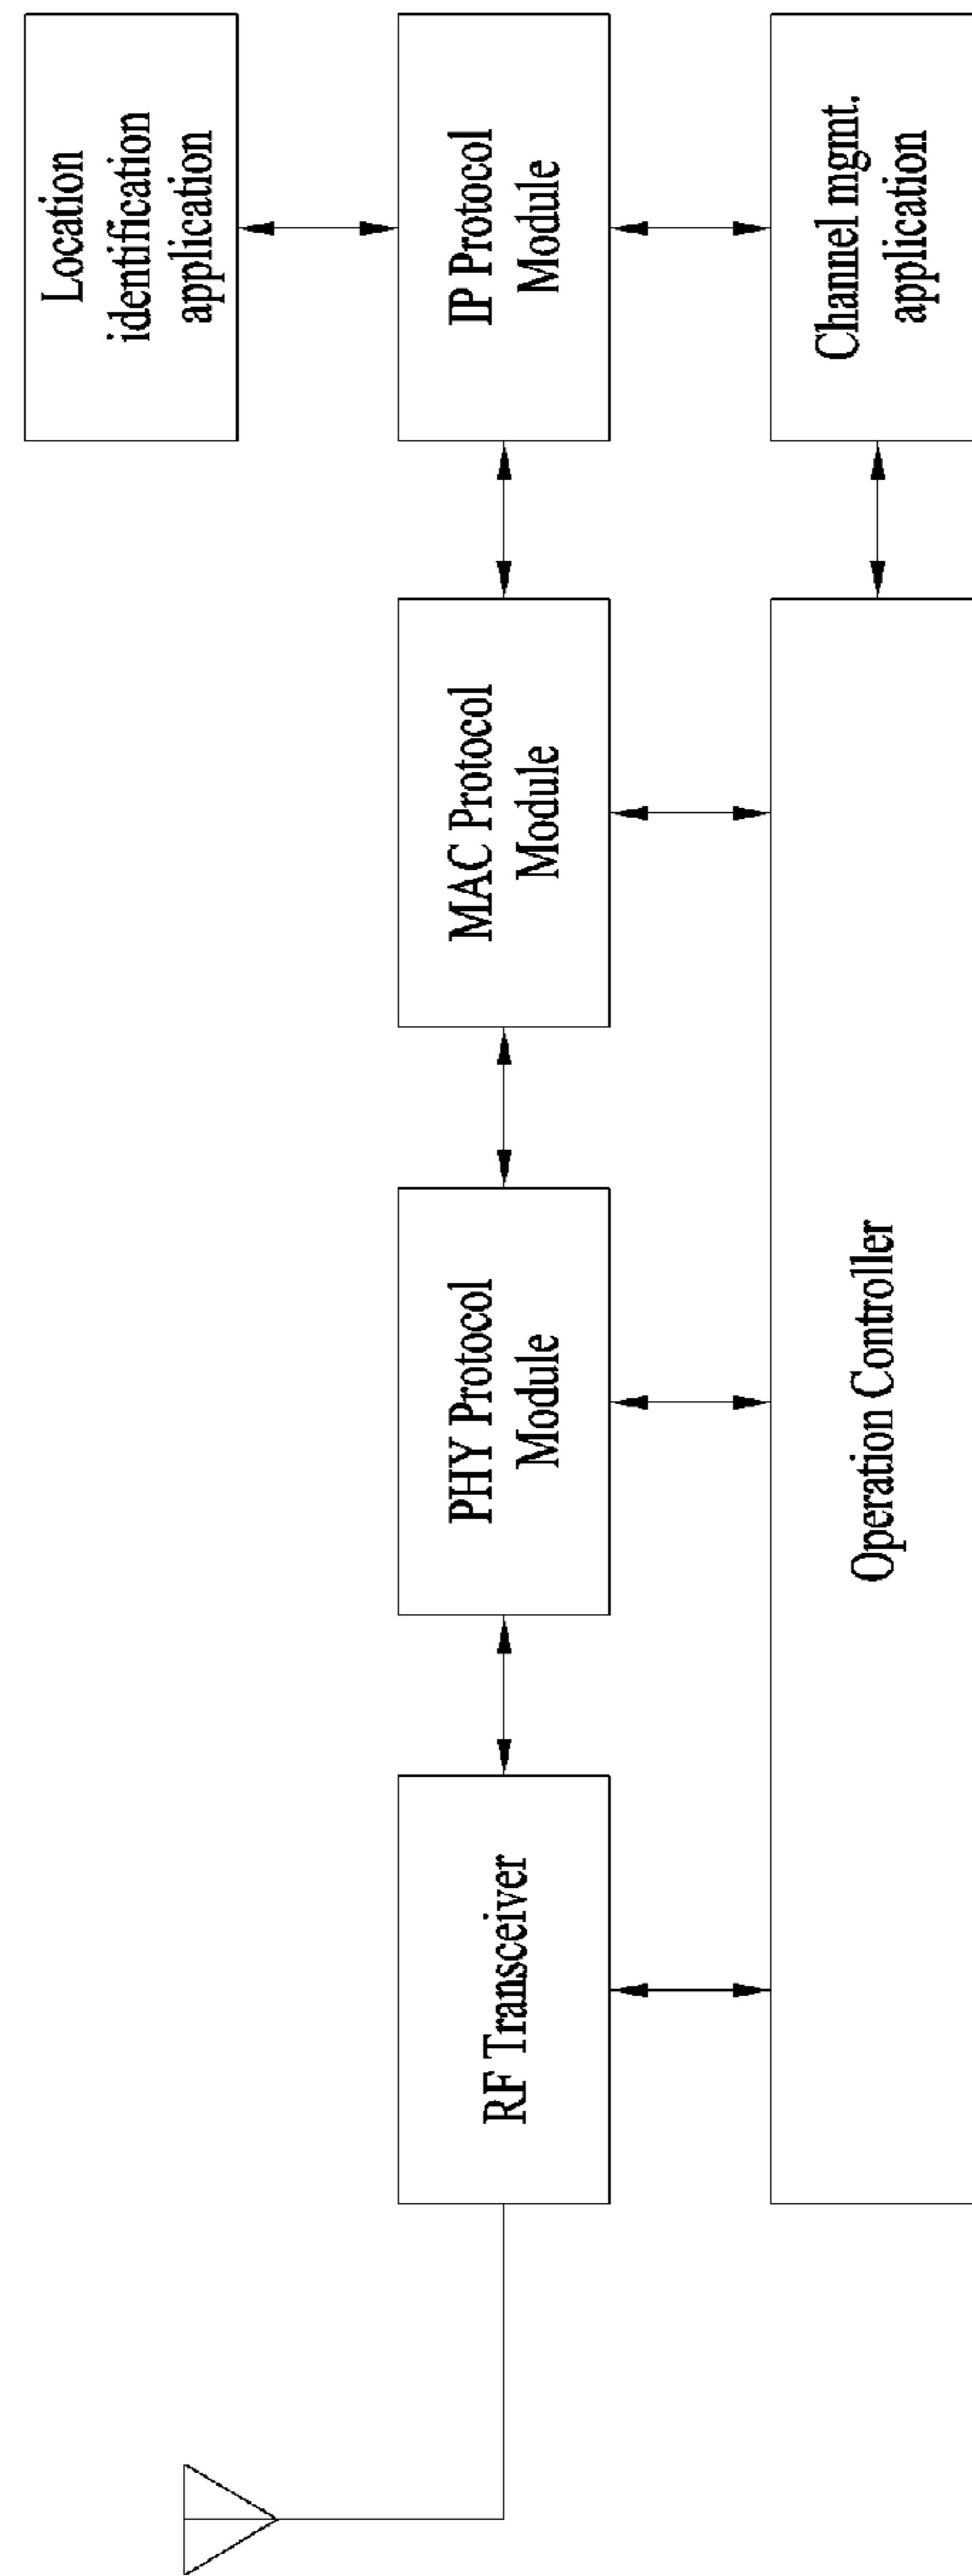 Location
identification
application
RF Transceiver
PHY Protocol
Module
MAC Protocol
Module
IP Protocol
Module
Operation Controller
Channel mgmt.
application